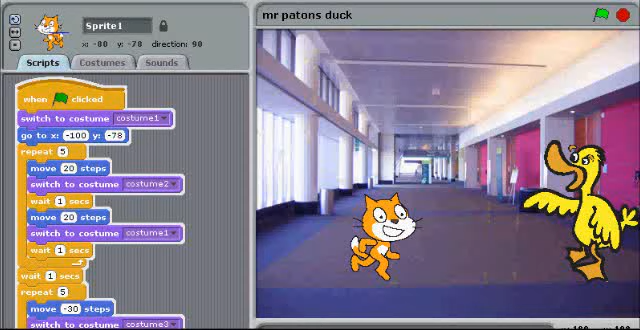 Sprite1
mr patons duck
x: -80 y: -78 direction: 90
Scripts Costumes Sounds
when clicked
switch to costume costume1
go to x: -100 y: -78
repeat 5
move 20 steps
switch to costume costume2
wait 1 secs
move 20 steps
switch to costume costume1
wait 1 secs
wait 1 secs
repeat 5
move -30 steps
switch to costume costume3